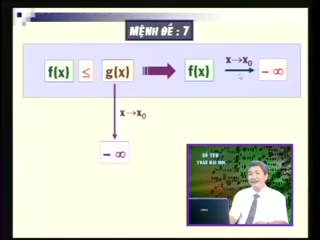 MỆNH ĐỀ : 7
f(x) ≤ g(x) f(x) x→x₀ - ∞
x→x₀
- ∞